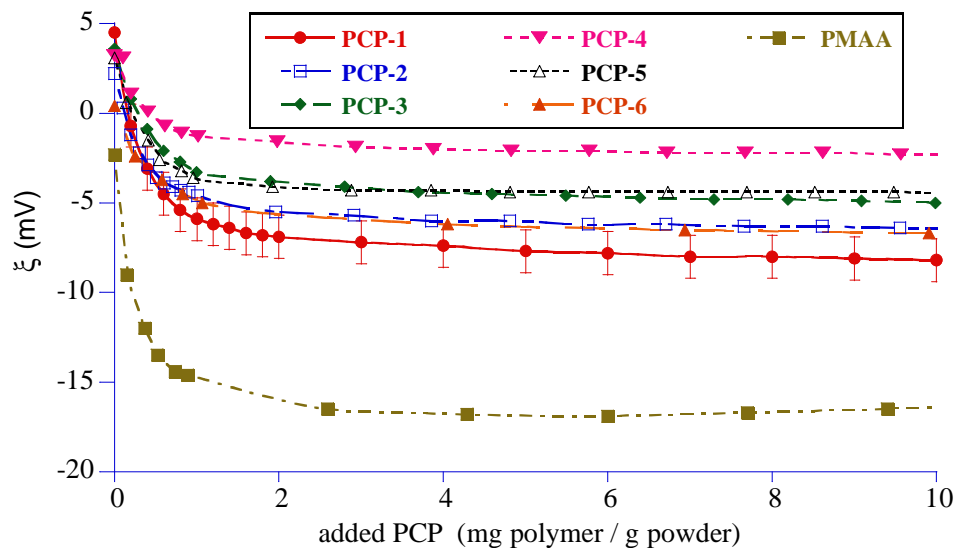 5
0
-5
-10
-15
-20
ξ (mV)
PCP-1 PCP-4 PMAA
PCP-2 PCP-5
PCP-3 PCP-6
0 2 4 6 8 10
added PCP (mg polymer / g powder)